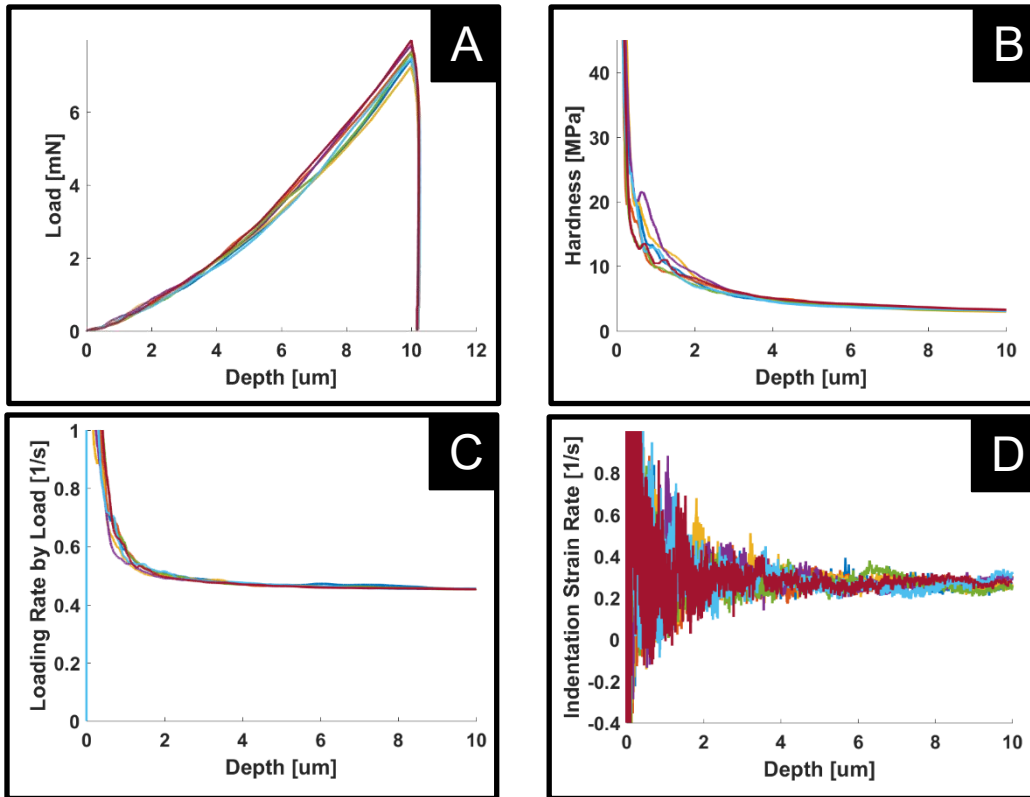 A
Load [mN]
6
4
2
0
0 2 4 6 8 10 12
Depth [um]
B
Hardness [MPa]
40
30
20
10
0
0 2 4 6 8 10
Depth [um]
C
Loading Rate by Load [1/s]
1
0.8
0.6
0.4
0.2
0
0 2 4 6 8 10
Depth [um]
D
Indentation Strain Rate [1/s]
0.8
0.6
0.4
0.2
0
-0.2
-0.4
0 2 4 6 8 10
Depth [um]